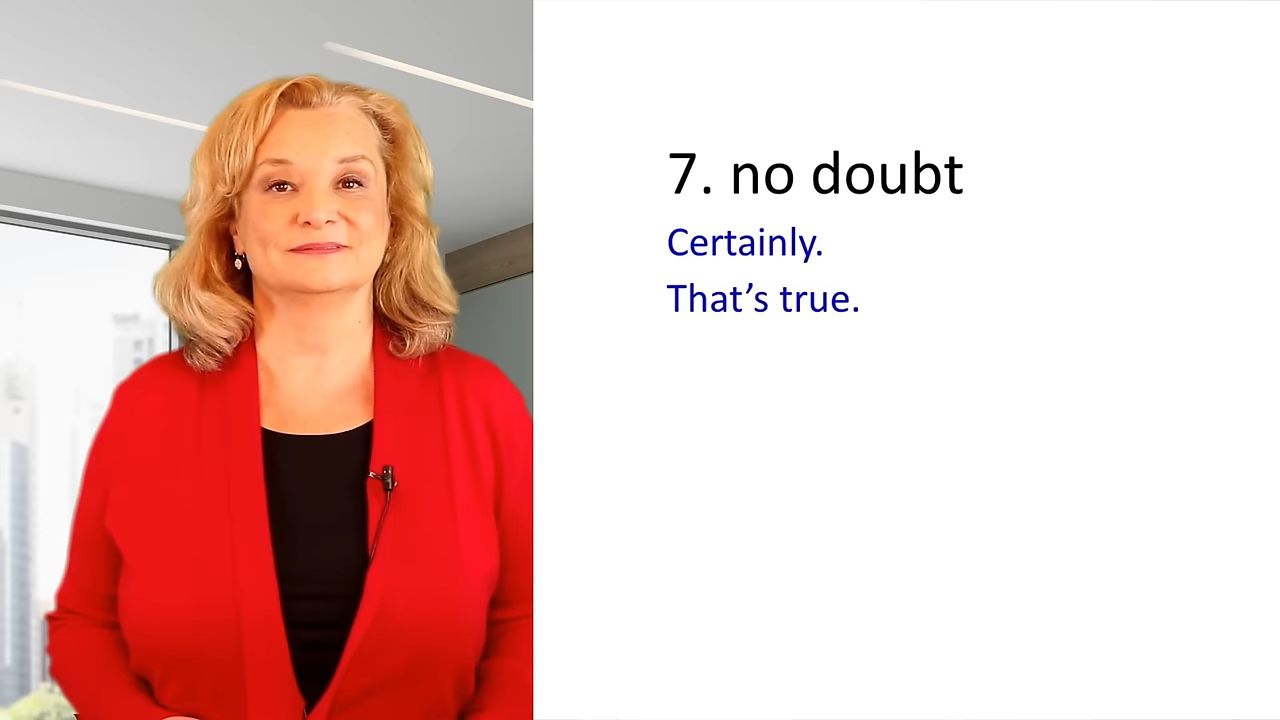 7. no doubt
Certainly.
That’s true.